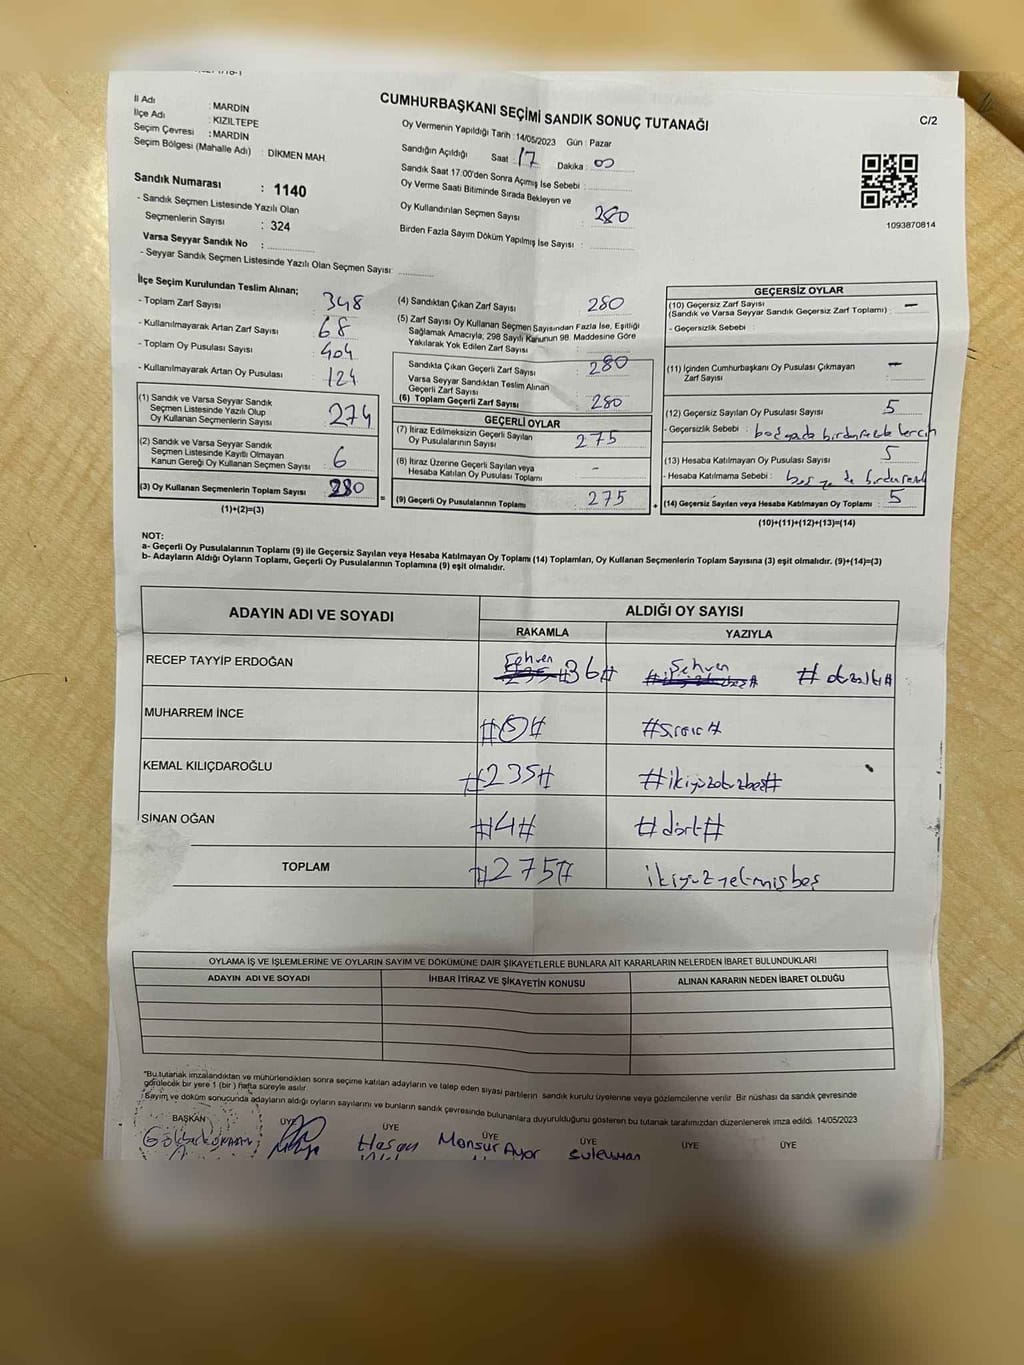 İl Adı : MARDİN
İlçe Adı : KIZILTEPE
Seçim Çevresi : MARDİN
Seçim Bölgesi (Mahalle Adı) : DİKMEN MAH.
Sandık Numarası : 1140
- Sandık Seçmen Listesinde Yazılı Olan
Seçmenlerin Sayısı : 324
Varsa Seyyar Sandık No :
- Seyyar Sandık Seçmen Listesinde Yazılı Olan Seçmen Sayısı:
CUMHURBAŞKANI SEÇİMİ SANDIK SONUÇ TUTANAĞI
Oy Vermenin Yapıldığı Tarih : 14/05/2023 Gün : Pazar
Sandığın Açıldığı Saat : 17 Dakika : 00
Sandık Saat 17:00'den Sonra Açımış İse Sebebi :
Oy Verme Saati Bitiminde Sırada Bekleyen ve
Oy Kullandırılan Seçmen Sayısı : 280
Birden Fazla Sayım Döküm Yapılmış İse Sayısı :
C/2
1093870814
İlçe Seçim Kurulundan Teslim Alınan;
- Toplam Zarf Sayısı 348
- Kullanılmayarak Artan Zarf Sayısı 68
- Toplam Oy Pusulası Sayısı 404
- Kullanılmayarak Artan Oy Pusulası 124
(1) Sandık ve Varsa Seyyar Sandık
Seçmen Listesinde Yazılı Olup
Oy Kullanan Seçmenlerin Sayısı : 274
(2) Sandık ve Varsa Seyyar Sandık
Seçmen Listesinde Kayıtlı Olmayan
Kanun Gereği Oy Kullanan Seçmen Sayısı : 6
(3) Oy Kullanan Seçmenlerin Toplam Sayısı : 280
(1)+(2)=(3)
(4) Sandıktan Çıkan Zarf Sayısı : 280
(5) Zarf Sayısı Oy Kullanan Seçmen Sayısından Fazla İse, Eşitliği
Sağlamak Amacıyla; 298 Sayılı Kanunun 98. Maddesine Göre
Yakılarak Yok Edilen Zarf Sayısı :
Sandıkta Çıkan Geçerli Zarf Sayısı : 280
Varsa Seyyar Sandıktan Teslim Alınan
Geçerli Zarf Sayısı :
(6) Toplam Geçerli Zarf Sayısı : 280
GEÇERLİ OYLAR
(7) İtiraz Edilmeksizin Geçerli Sayılan
Oy Pusulalarının Sayısı : 275
(8) İtiraz Üzerine Geçerli Sayılan veya
Hesaba Katılan Oy Pusulası Toplamı : -
(9) Geçerli Oy Pusulalarının Toplamı : 275
GEÇERSİZ OYLAR
(10) Geçersiz Zarf Sayısı
(Sandık ve Varsa Seyyar Sandık Geçersiz Zarf Toplamı) : -
- Geçersizlik Sebebi :
(11) İçinden Cumhurbaşkanı Oy Pusulası Çıkmayan
Zarf Sayısı : -
(12) Geçersiz Sayılan Oy Pusulası Sayısı : 5
- Geçersizlik Sebebi :
(13) Hesaba Katılmayan Oy Pusulası Sayısı : 5
- Hesaba Katılmama Sebebi :
(14) Geçersiz Sayılan veya Hesaba Katılmayan Oy Toplamı : 5
(10)+(11)+(12)+(13)=(14)
NOT:
a- Geçerli Oy Pusulalarının Toplamı (9) ile Geçersiz Sayılan veya Hesaba Katılmayan Oy Toplamı (14) Toplamları, Oy Kullanan Seçmenlerin Toplam Sayısına (3) eşit olmalıdır. (9)+(14)=(3)
b- Adayların Aldığı Oyların Toplamı, Geçerli Oy Pusulalarının Toplamına (9) eşit olmalıdır.
ADAYIN ADI VE SOYADI ALDIĞI OY SAYISI
RAKAMLA YAZIYLA
RECEP TAYYİP ERDOĞAN Sehven 235 #36# Sehven #otuzaltı#
MUHARREM İNCE #0# #sıfır#
KEMAL KILIÇDAROĞLU #235# #ikiyüzotuzbeş#
SİNAN OĞAN #4# #dört#
TOPLAM #275# ikiyüzyetmişbeş
OYLAMA İŞ VE İŞLEMLERİNE VE OYLARIN SAYIM VE DÖKÜMÜNE DAİR ŞİKAYETLERLE BUNLARA AİT KARARLARIN NELERDEN İBARET BULUNDUKLARI
ADAYIN ADI VE SOYADI İHBAR İTİRAZ VE ŞİKAYETİN KONUSU ALINAN KARARIN NEDEN İBARET OLDUĞU
*Bu tutanak imzalandıktan ve mühürlendikten sonra seçime katılan adayların ve talep eden siyasi partilerin sandık kurulu üyelerine veya gözlemcilerine verilir. Bir nüshası da sandık çevresinde
görülecek bir yere 1 (bir) hafta süreyle asılır.
Sayım ve döküm sonucunda adayların aldığı oyların sayılarını ve bunların sandık çevresinde bulunanlara duyurulduğunu gösteren bu tutanak tarafımızdan düzenlenerek imza edildi. 14/05/2023
BAŞKAN ÜYE ÜYE ÜYE ÜYE ÜYE ÜYE
Hasan Mansur Ayar Suleyman